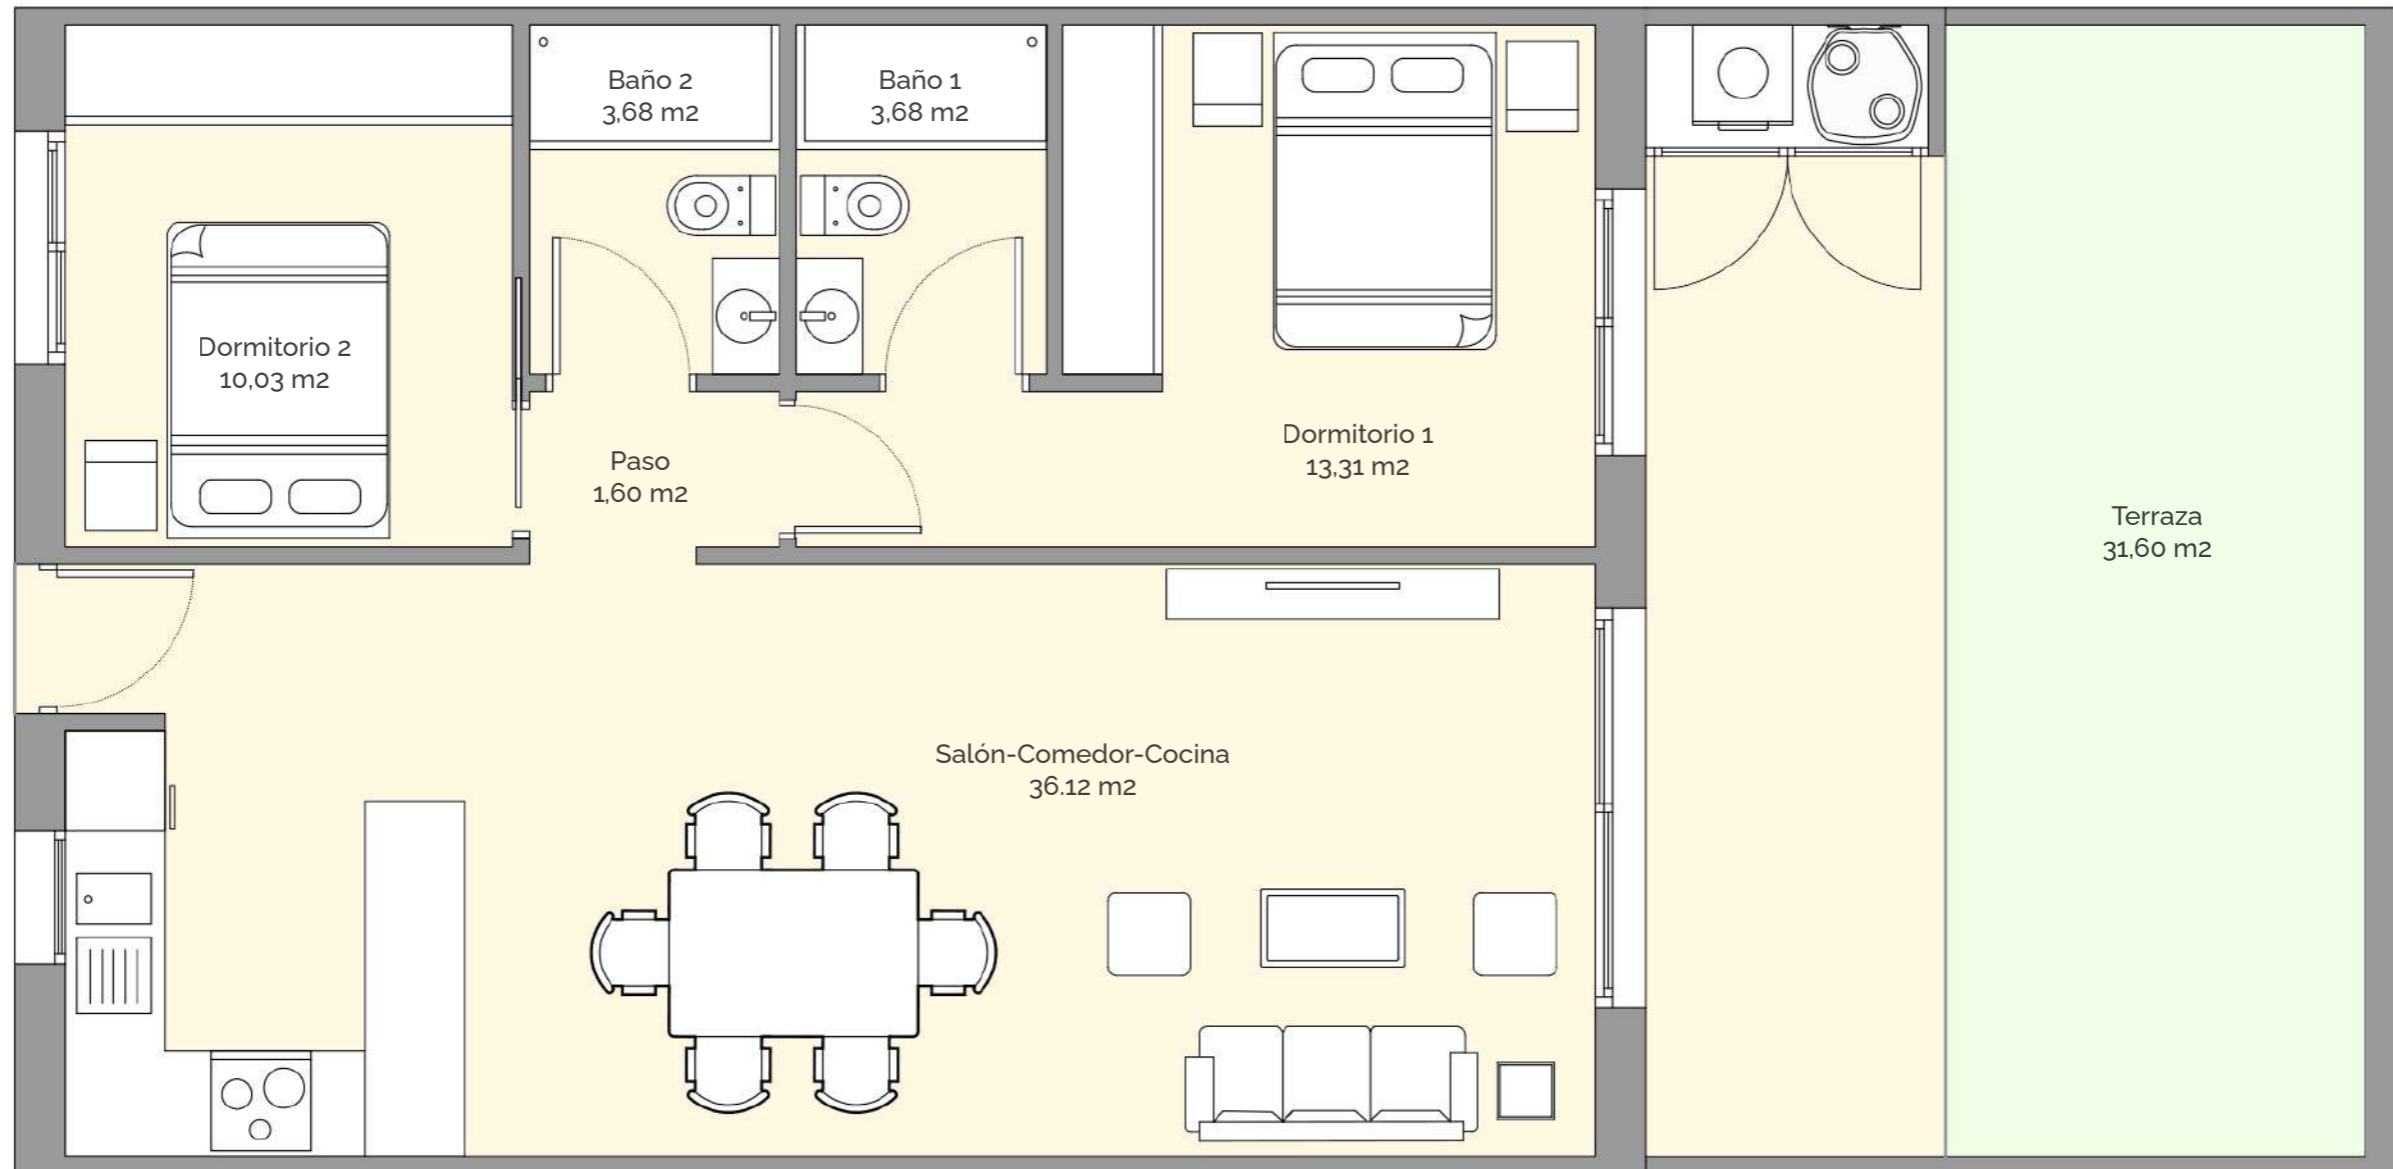 Baño 2
3,68 m2
Baño 1
3,68 m2
Dormitorio 2
10,03 m2
Dormitorio 1
13,31 m2
Paso
1,60 m2
Terraza
31,60 m2
Salón-Comedor-Cocina
36.12 m2